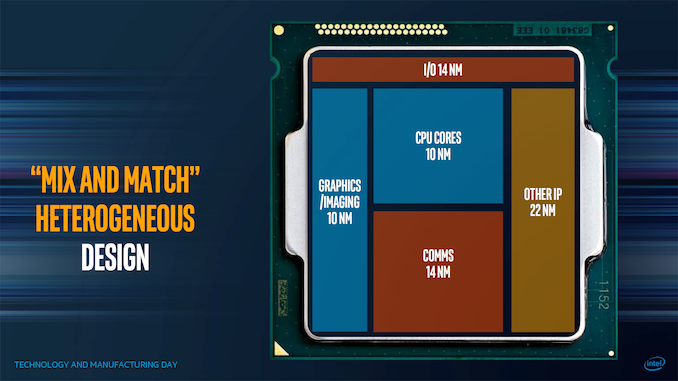 “MIX AND MATCH”
HETEROGENEOUS
DESIGN
I/O 14 NM
GRAPHICS
/IMAGING
10 NM
CPU CORES
10 NM
COMMS
14 NM
OTHER IP
22 NM
1152
TECHNOLOGY AND MANUFACTURING DAY
intel